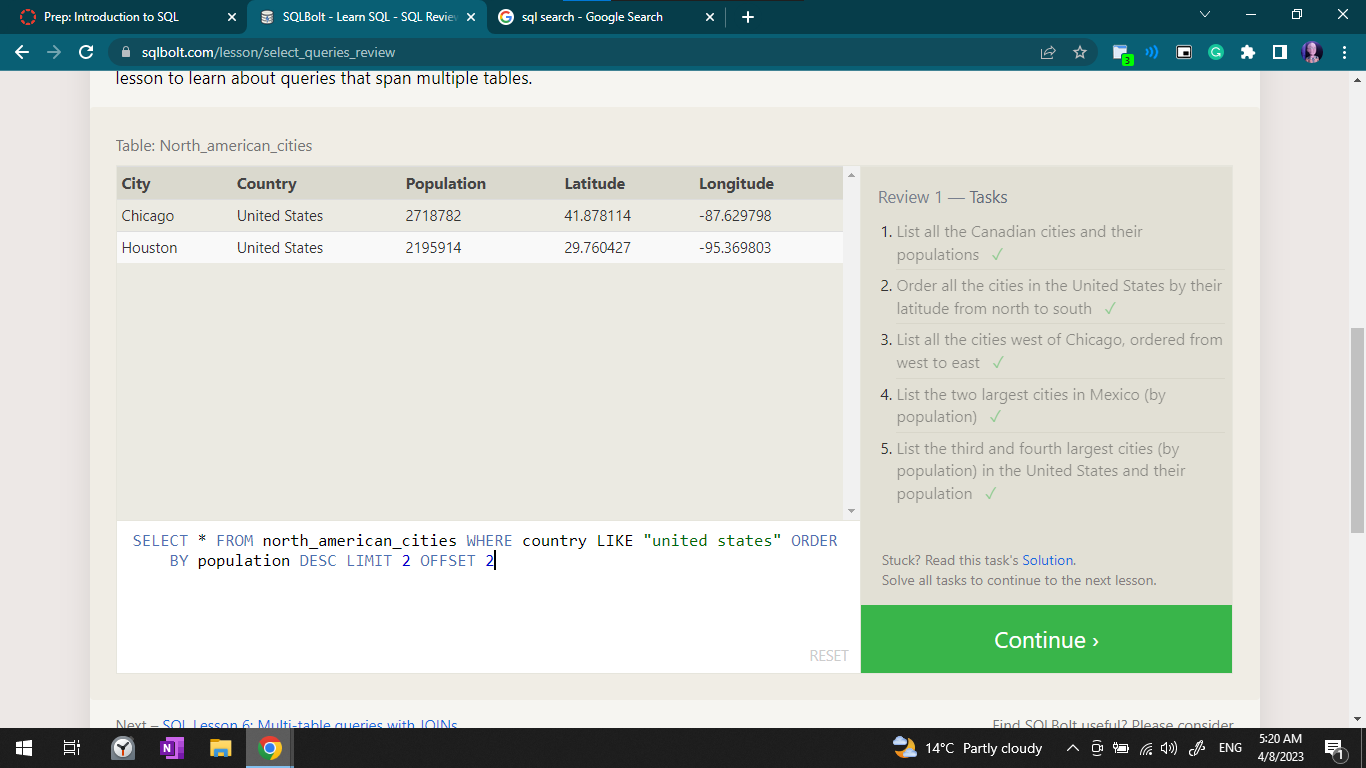 Prep: Introduction to SQL
SQLBolt - Learn SQL - SQL Review
sql search - Google Search
sqlbolt.com/lesson/select_queries_review
3
lesson to learn about queries that span multiple tables.
Table: North_american_cities
City Country Population Latitude Longitude
Chicago United States 2718782 41.878114 -87.629798
Houston United States 2195914 29.760427 -95.369803
SELECT * FROM north_american_cities WHERE country LIKE "united states" ORDER
BY population DESC LIMIT 2 OFFSET 2
RESET
Review 1 — Tasks
1. List all the Canadian cities and their
populations ✓
2. Order all the cities in the United States by their
latitude from north to south ✓
3. List all the cities west of Chicago, ordered from
west to east ✓
4. List the two largest cities in Mexico (by
population) ✓
5. List the third and fourth largest cities (by
population) in the United States and their
population ✓
Stuck? Read this task's Solution.
Solve all tasks to continue to the next lesson.
Continue ›
Next – SQL Lesson 6: Multi-table queries with JOINs
Find SQLBolt useful? Please consider
14°C Partly cloudy
ENG
5:20 AM
4/8/2023
1